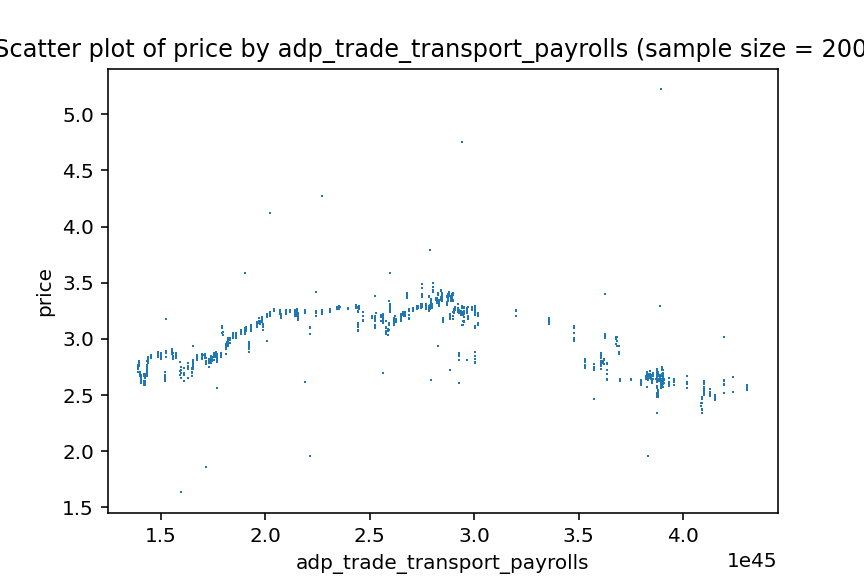 Scatter plot of price by adp_trade_transport_payrolls (sample size = 200
5.0
4.5
4.0
3.5
3.0
2.5
2.0
1.5
price
1.5 2.0 2.5 3.0 3.5 4.0
1e45
adp_trade_transport_payrolls